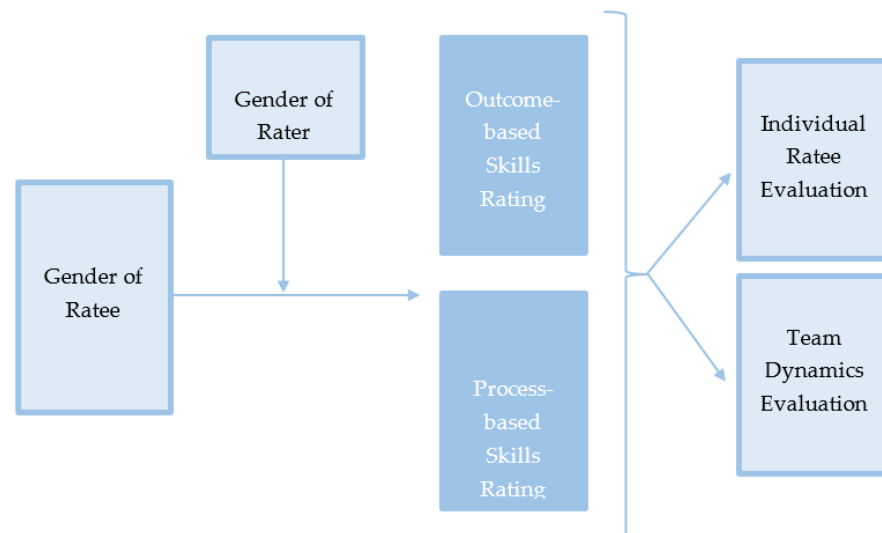 Gender of
Rater
Gender of
Ratee
Outcome-
based
Skills
Rating
Process-
based
Skills
Rating
Individual
Ratee
Evaluation
Team
Dynamics
Evaluation